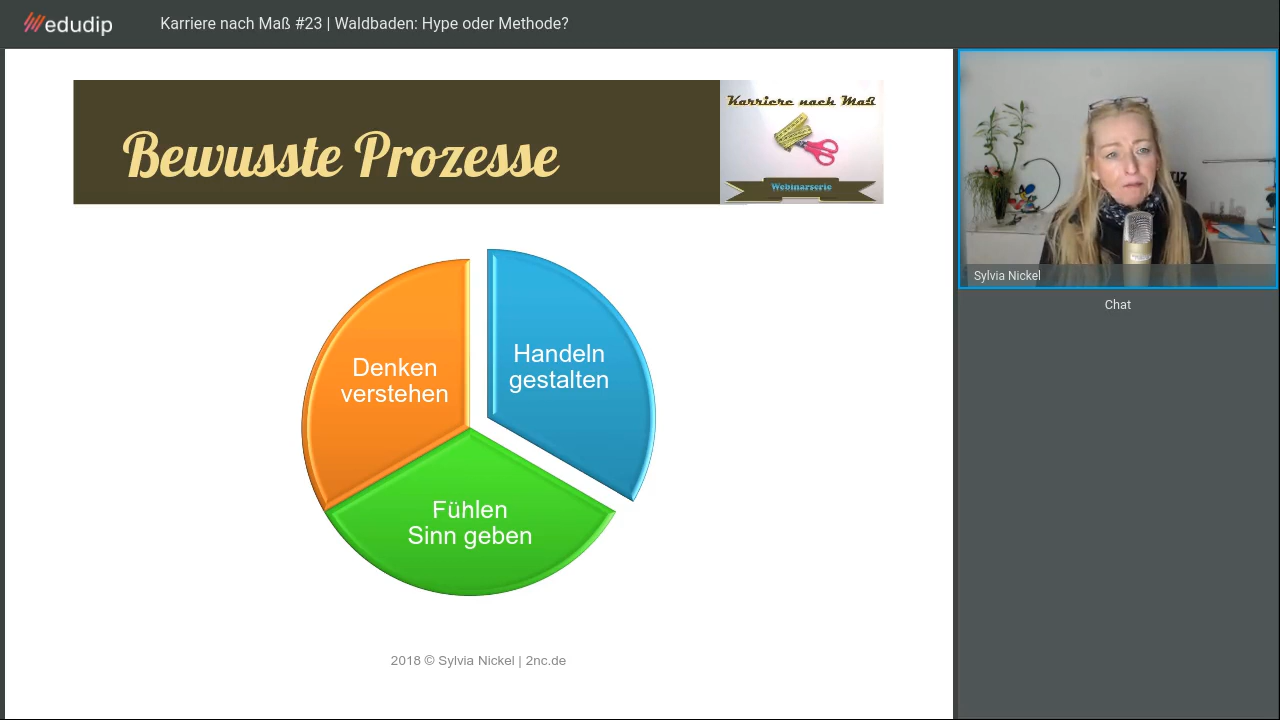 edudip
Karriere nach Maß #23 | Waldbaden: Hype oder Methode?
Bewusste Prozesse
Karriere nach Maß
Webinarserie
Denken
verstehen
Handeln
gestalten
Fühlen
Sinn geben
2018 © Sylvia Nickel | 2nc.de
Sylvia Nickel
Chat